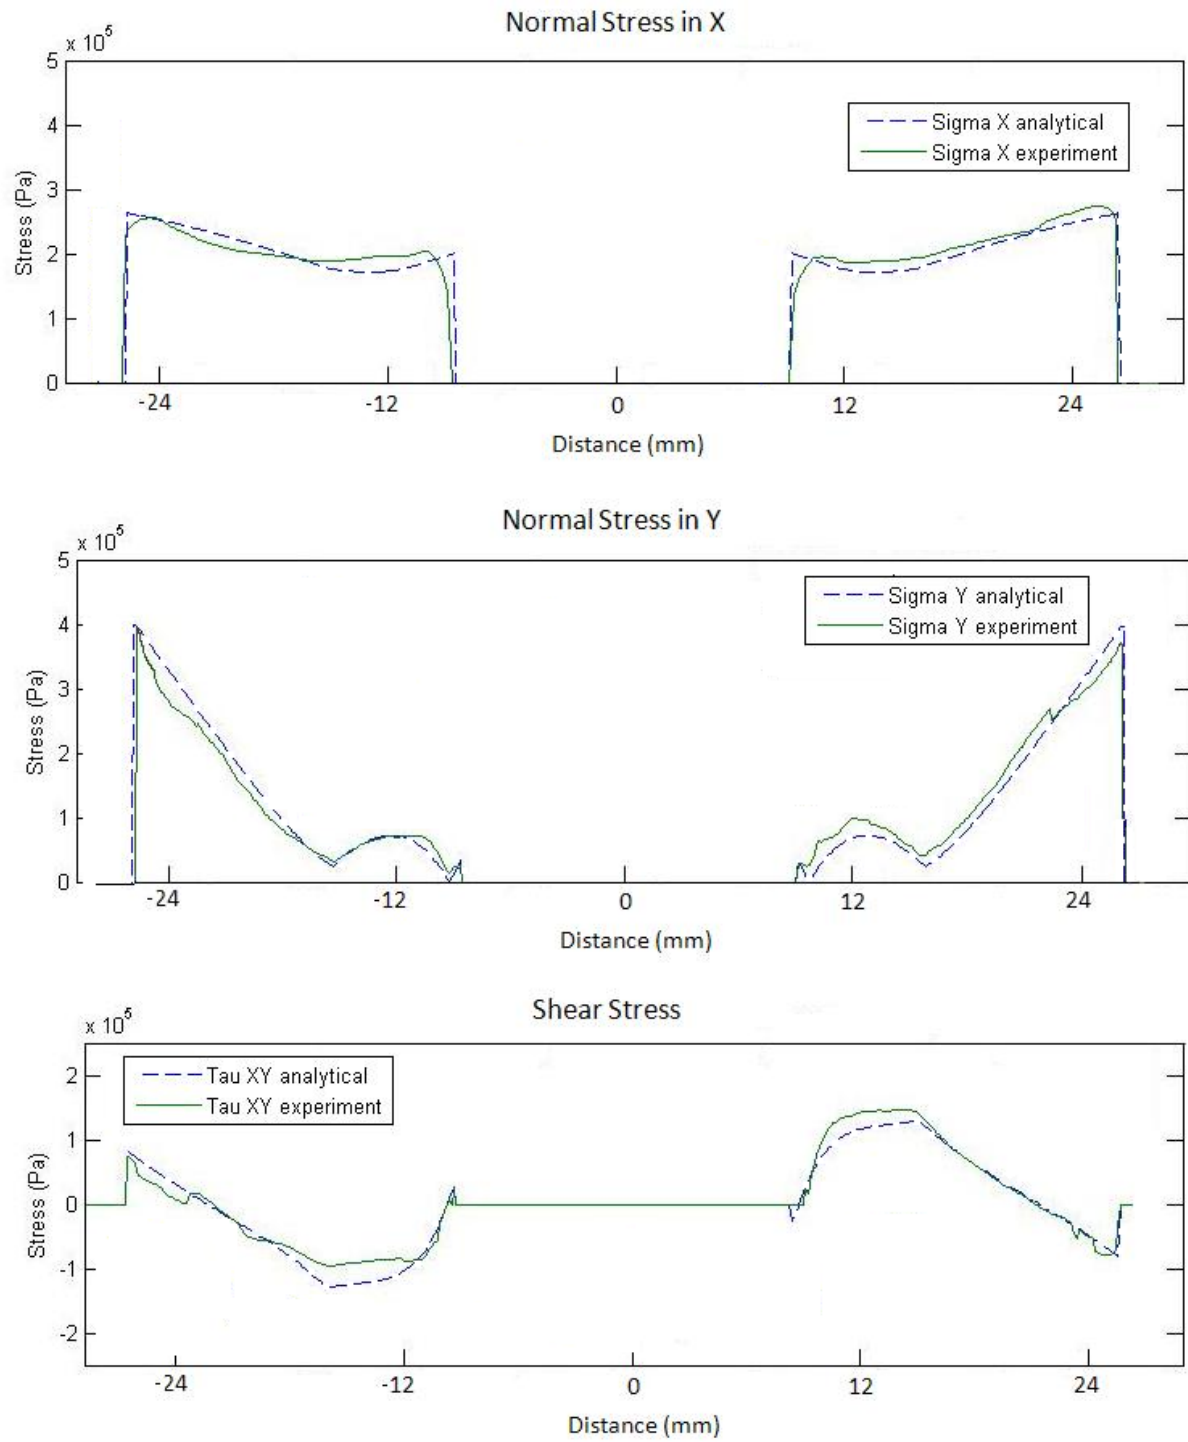 Normal Stress in X
x 10^5
5
4
3
2
1
0
Stress (Pa)
Sigma X analytical
Sigma X experiment
-24 -12 0 12 24
Distance (mm)
Normal Stress in Y
x 10^5
5
4
3
2
1
0
Stress (Pa)
Sigma Y analytical
Sigma Y experiment
-24 -12 0 12 24
Distance (mm)
Shear Stress
x 10^5
2
1
0
-1
-2
Stress (Pa)
Tau XY analytical
Tau XY experiment
-24 -12 0 12 24
Distance (mm)